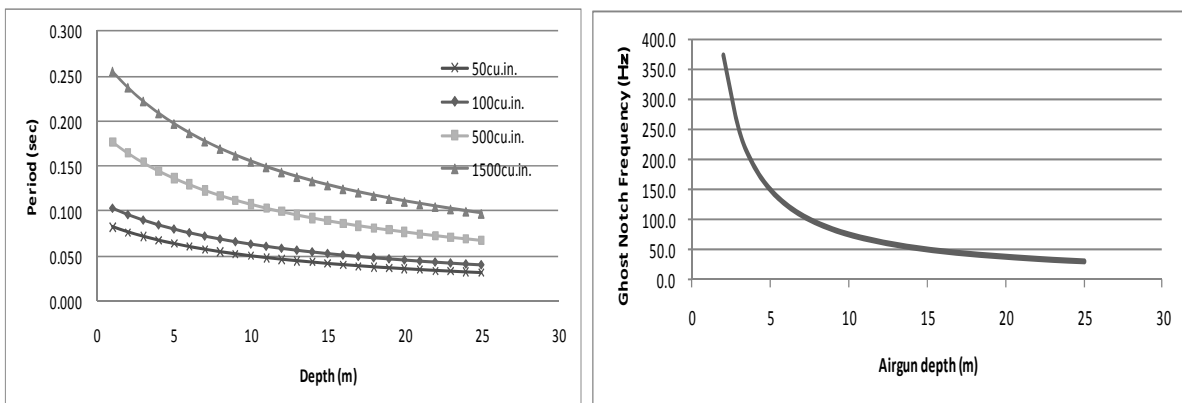 0.300
0.250
0.200
0.150
0.100
0.050
0.000
Period (sec)
50cu.in.
100cu.in.
500cu.in.
1500cu.in.
0 5 10 15 20 25 30
Depth (m)
400.0
350.0
300.0
250.0
200.0
150.0
100.0
50.0
0.0
Ghost Notch Frequency (Hz)
0 5 10 15 20 25 30
Airgun depth (m)